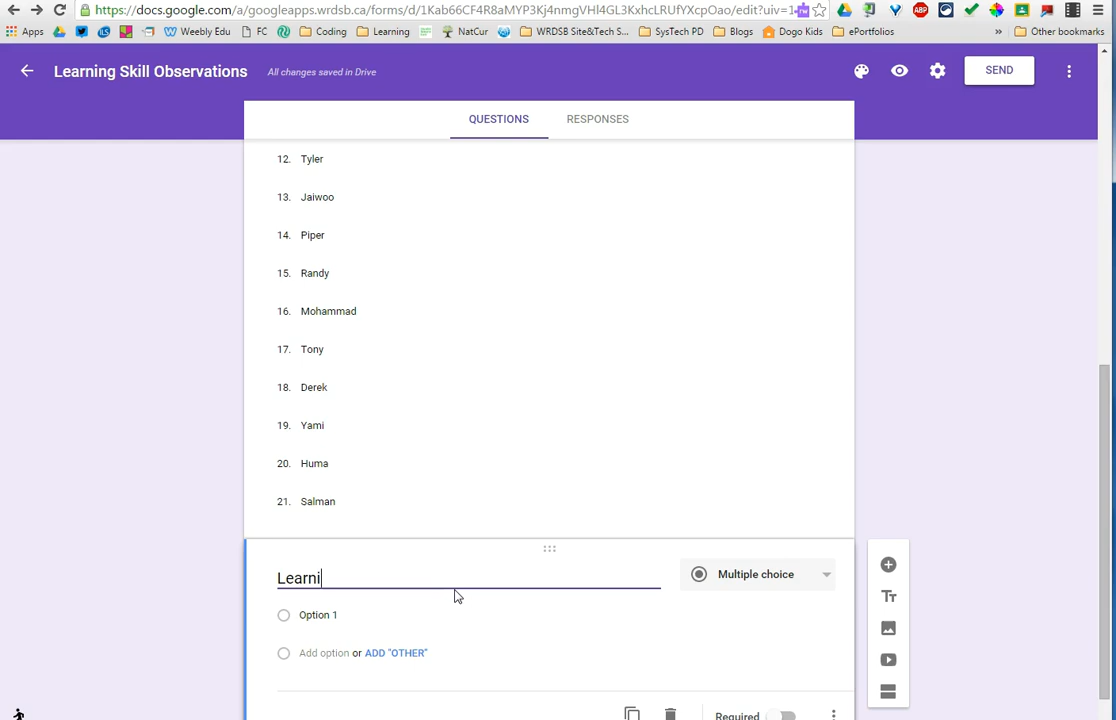 https://docs.google.com/a/googleapps.wrdsb.ca/forms/d/1Kab66CF4R8aMYP3Kj4nmgVHl4GL3KxhcLRUfYXcpOao/edit?uiv=1
Apps Weebly Edu FC Coding Learning NatCur WRDSB Site&Tech S... SysTech PD Blogs Dogo Kids ePortfolios » Other bookmarks
Learning Skill Observations All changes saved in Drive SEND
QUESTIONS RESPONSES
12. Tyler
13. Jaiwoo
14. Piper
15. Randy
16. Mohammad
17. Tony
18. Derek
19. Yami
20. Huma
21. Salman
Learni Multiple choice
Option 1
Add option or ADD "OTHER"
Required